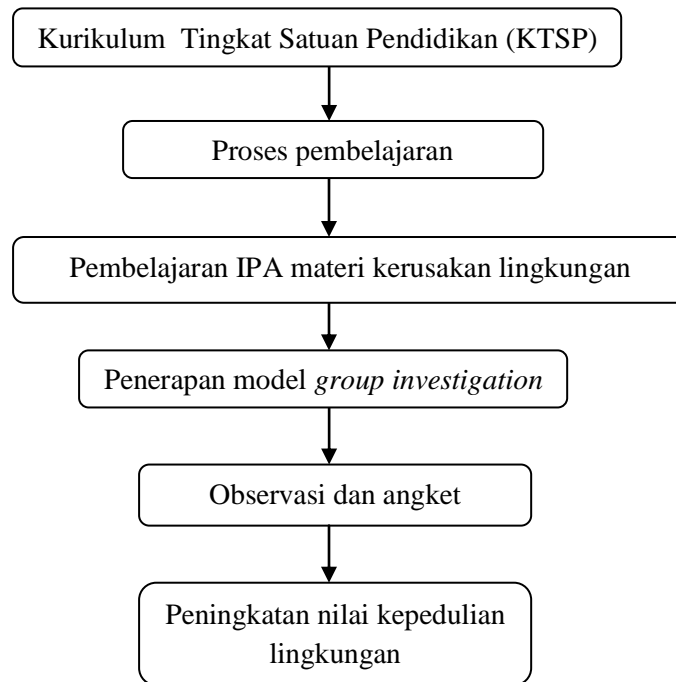 Kurikulum Tingkat Satuan Pendidikan (KTSP)
Proses pembelajaran
Pembelajaran IPA materi kerusakan lingkungan
Penerapan model group investigation
Observasi dan angket
Peningkatan nilai kepedulian
lingkungan